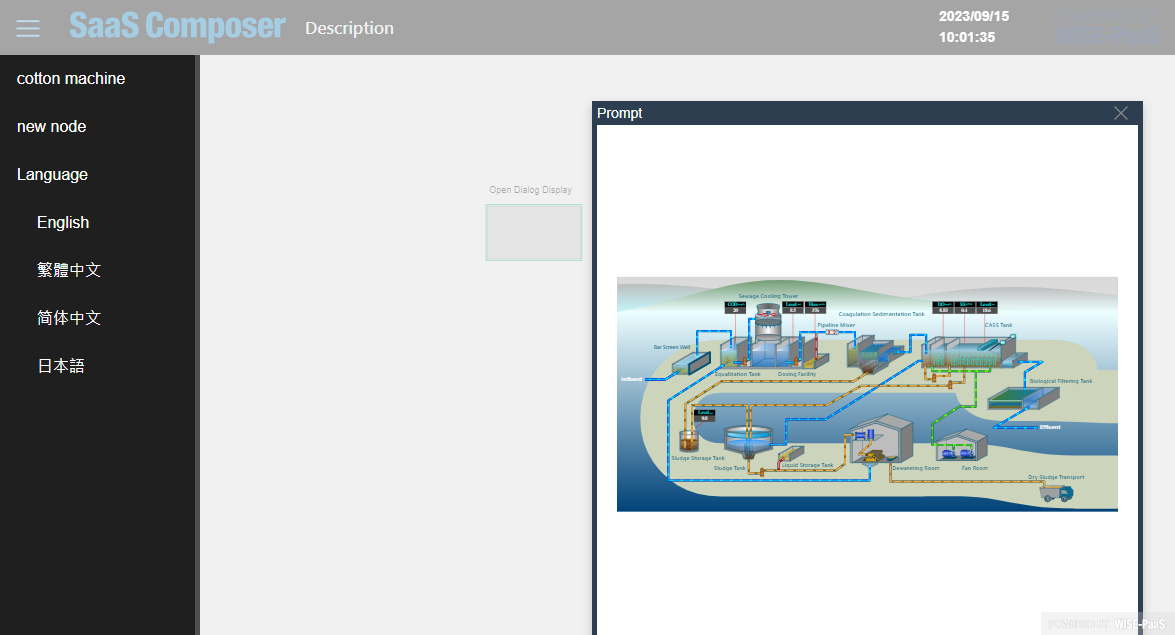 SaaS Composer
Description
2023/09/15
10:01:35
WISE-PaaS
cotton machine
new node
Language
English
繁體中文
简体中文
日本語
Open Dialog Display
Prompt
Sewage Cooling Tower
Coagulation Sedimentation Tank
Pipeline Mixer
CASS Tank
Bar Screen Well
Equalization Tank
Dosing Facility
Influent
Biological Filtering Tank
Effluent
Sludge Storage Tank
Sludge Tank
Liquid Storage Tank
Dewatering Room
Fan Room
Dry Sludge Transport
POWERED BY WISE-PaaS